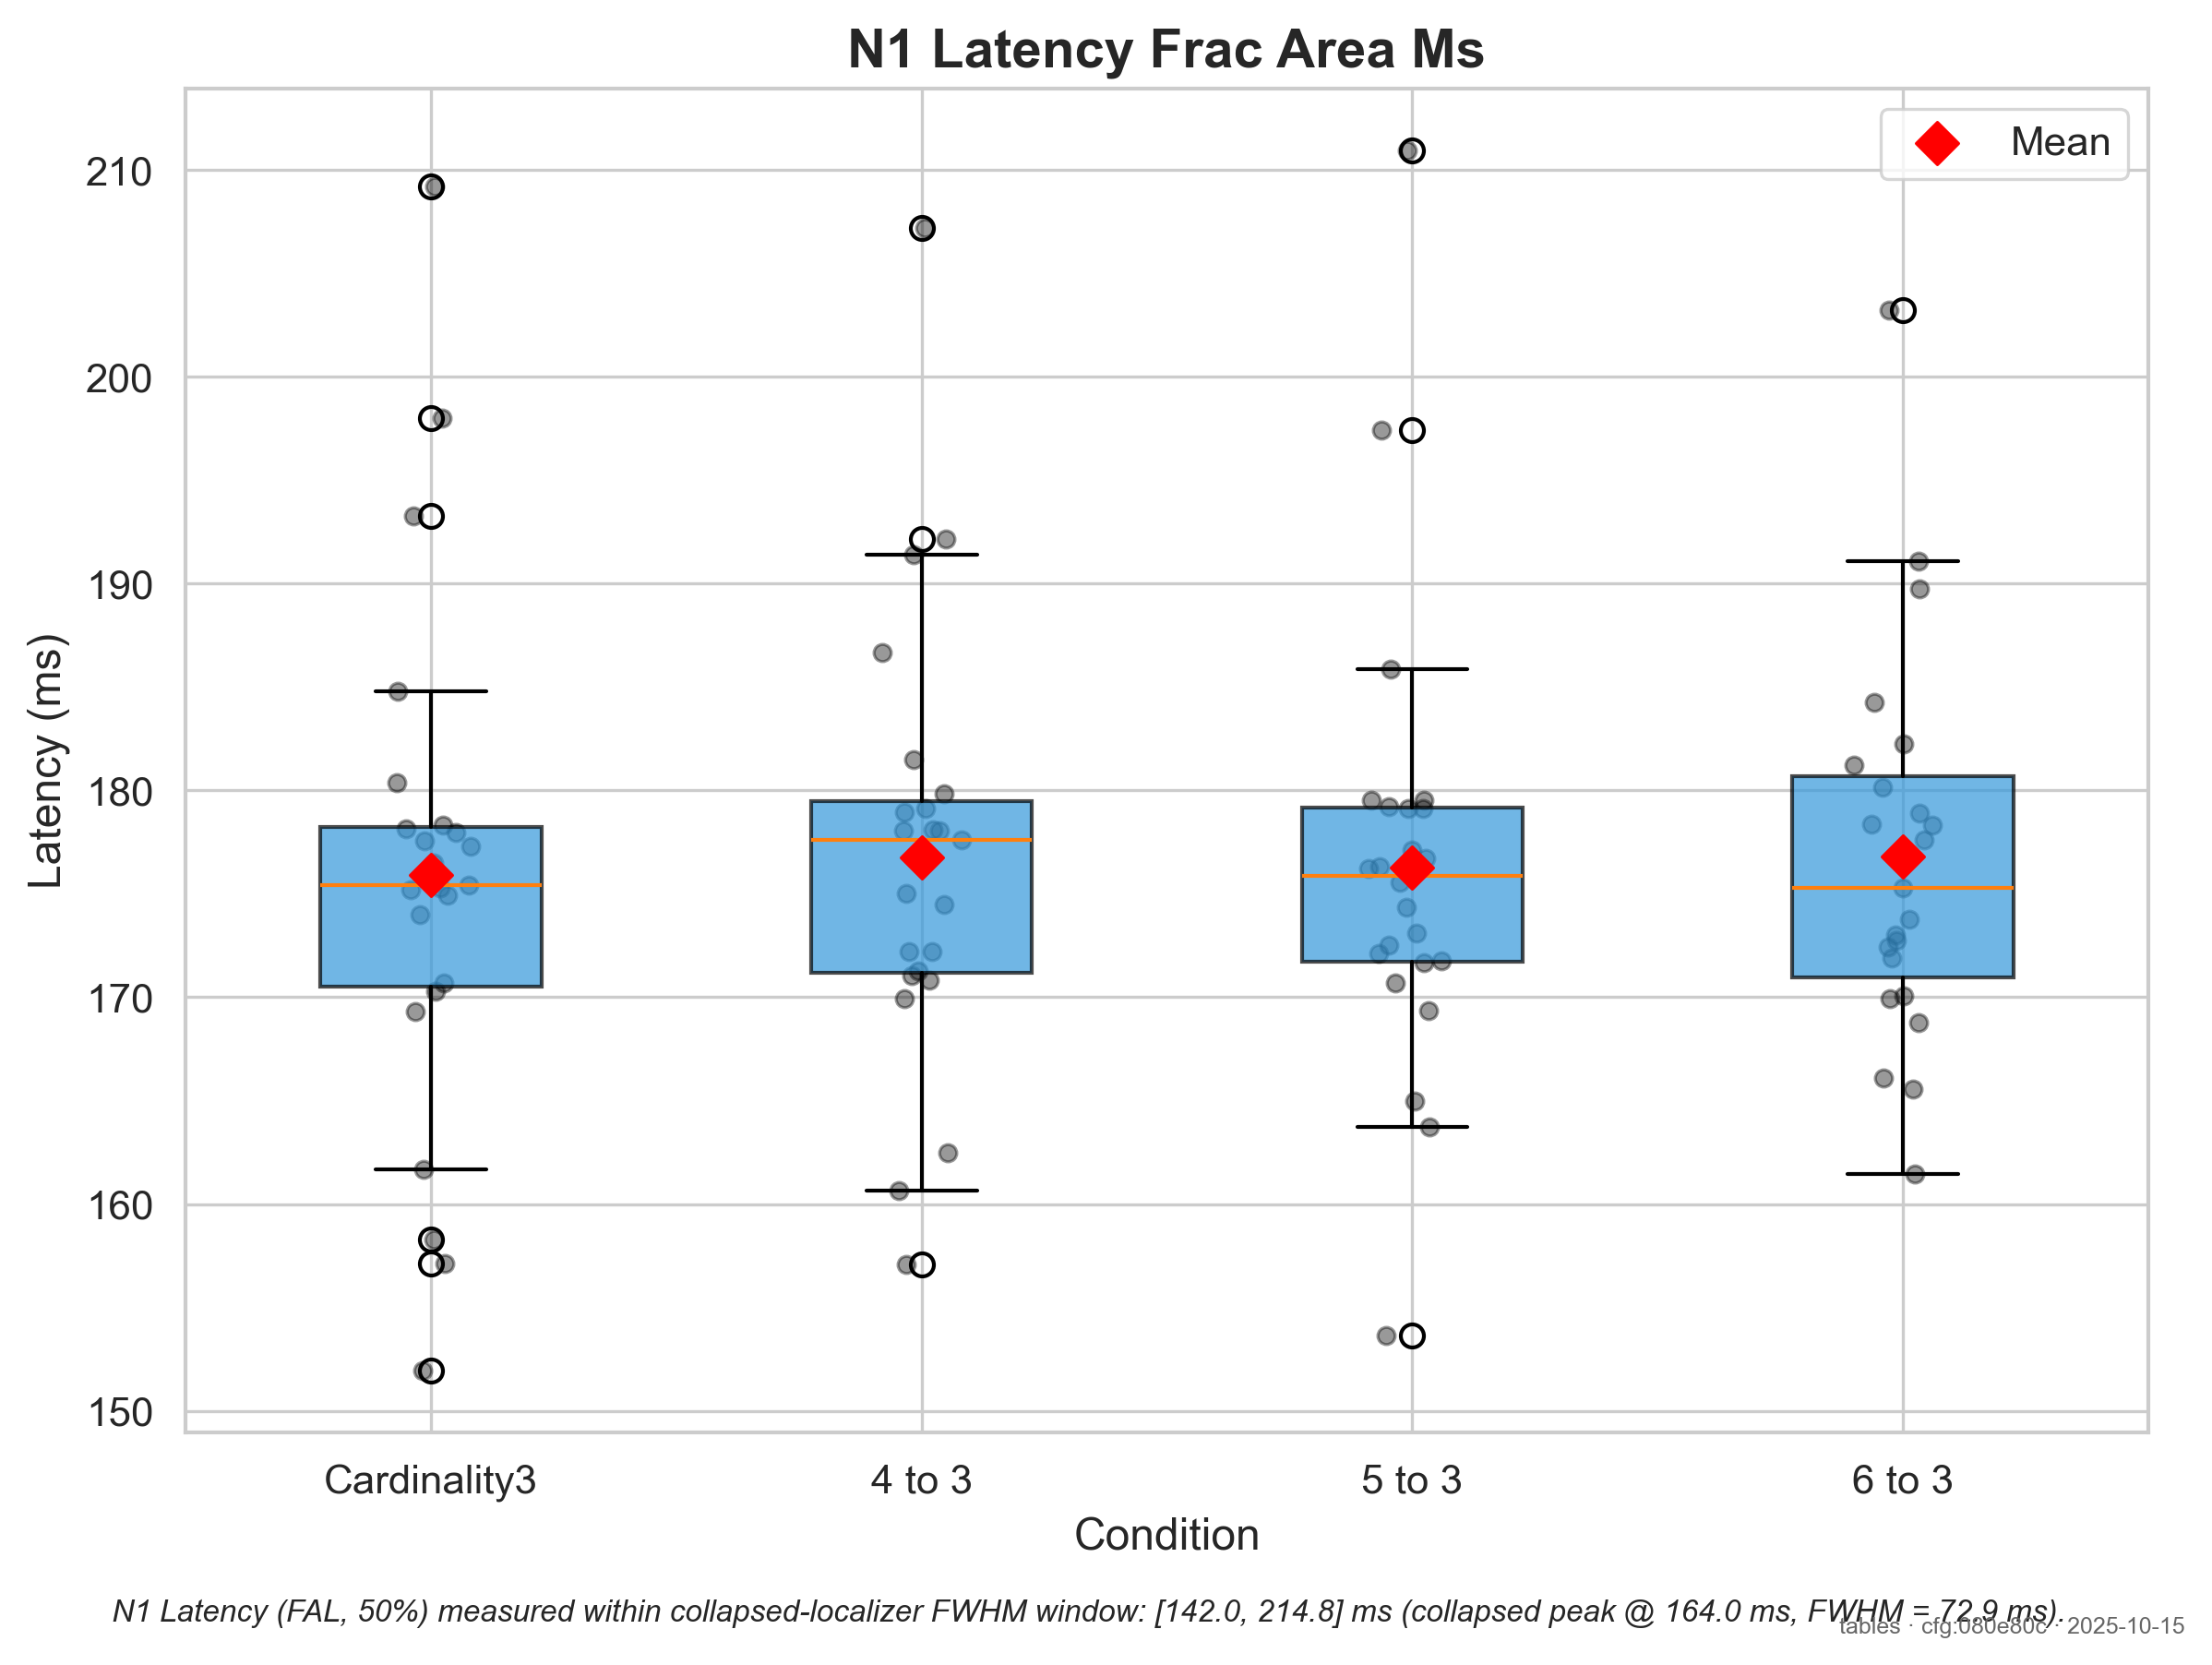 N1 Latency Frac Area Ms
Mean
210
200
190
180
170
160
150
Latency (ms)
Cardinality3
4 to 3
5 to 3
6 to 3
Condition
N1 Latency (FAL, 50%) measured within collapsed-localizer FWHM window: [142.0, 214.8] ms (collapsed peak @ 164.0 ms, FWHM = 72.9 ms).
tables · cfg:080e80c · 2025-10-15